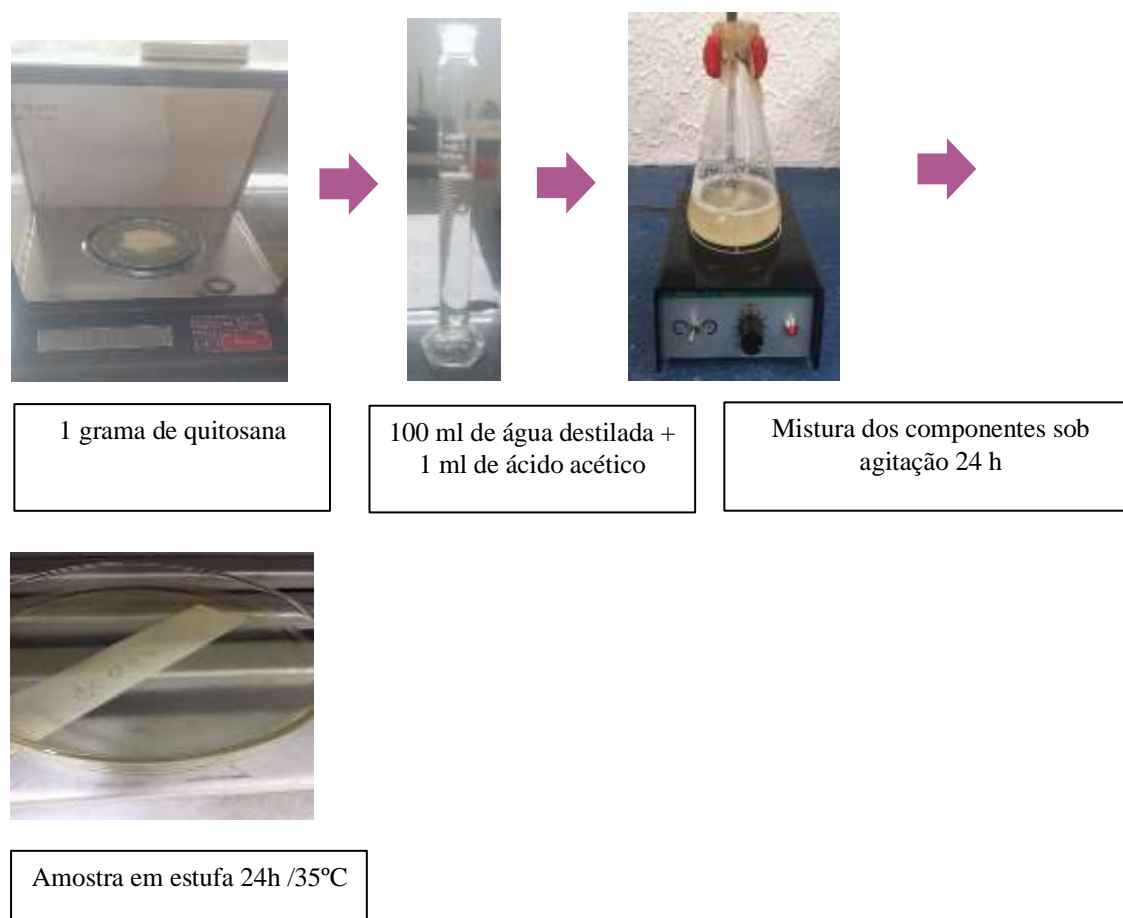 1 grama de quitosana
100 ml de água destilada +
1 ml de ácido acético
Mistura dos componentes sob
agitação 24 h
Amostra em estufa 24h /35ºC